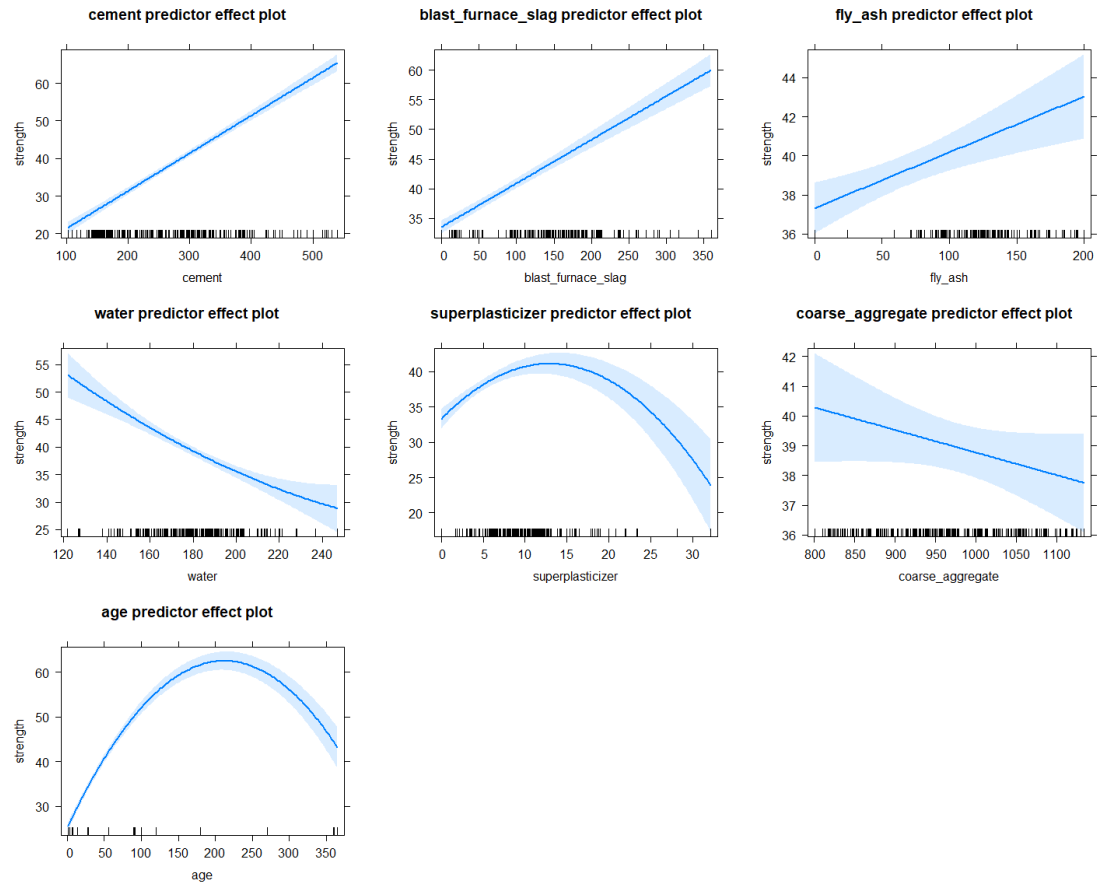 cement predictor effect plot
strength
60
50
40
30
20
100 200 300 400 500
cement
blast_furnace_slag predictor effect plot
strength
60
55
50
45
40
35
0 50 100 150 200 250 300 350
blast_furnace_slag
fly_ash predictor effect plot
strength
44
42
40
38
36
0 50 100 150 200
fly_ash
water predictor effect plot
strength
55
50
45
40
35
30
25
120 140 160 180 200 220 240
water
superplasticizer predictor effect plot
strength
40
35
30
25
20
0 5 10 15 20 25 30
superplasticizer
coarse_aggregate predictor effect plot
strength
42
41
40
39
38
37
36
800 850 900 950 1000 1050 1100
coarse_aggregate
age predictor effect plot
strength
60
50
40
30
0 50 100 150 200 250 300 350
age